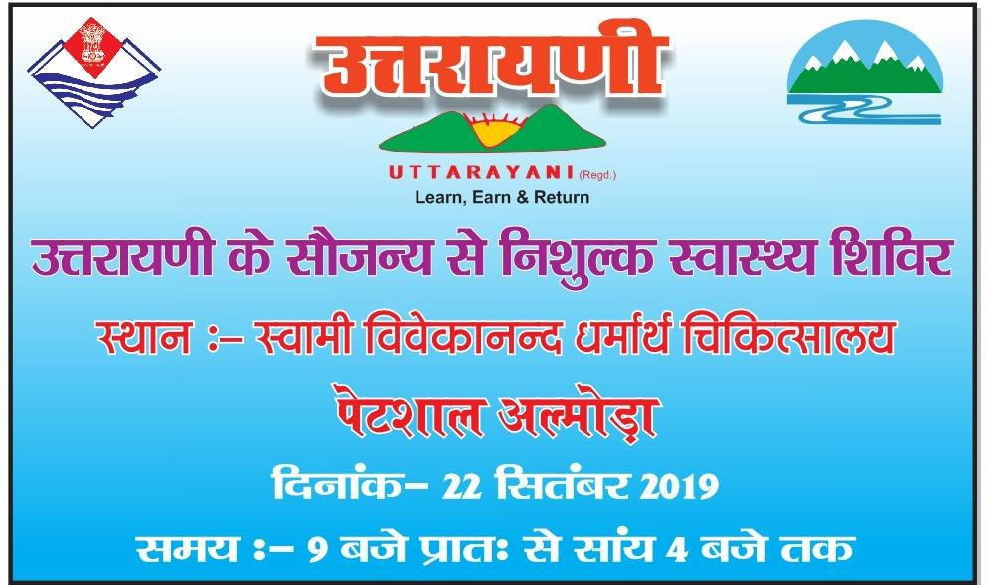 उत्तरायणी
UTTARAYANI (Regd.)
Learn, Earn & Return
उत्तरायणी के सौजन्य से निशुल्क स्वास्थ्य शिविर
स्थान :- स्वामी विवेकानन्द धर्मार्थ चिकित्सालय
पेटशाल अल्मोड़ा
दिनांक- 22 सितंबर 2019
समय :- 9 बजे प्रातः से सांय 4 बजे तक